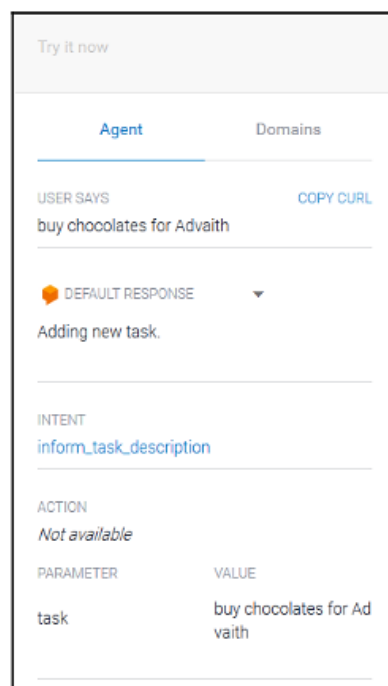 Try it now
Agent Domains
USER SAYS COPY CURL
buy chocolates for Advaith
DEFAULT RESPONSE
Adding new task.
INTENT
inform_task_description
ACTION
Not available
PARAMETER VALUE
task buy chocolates for Ad
vaith